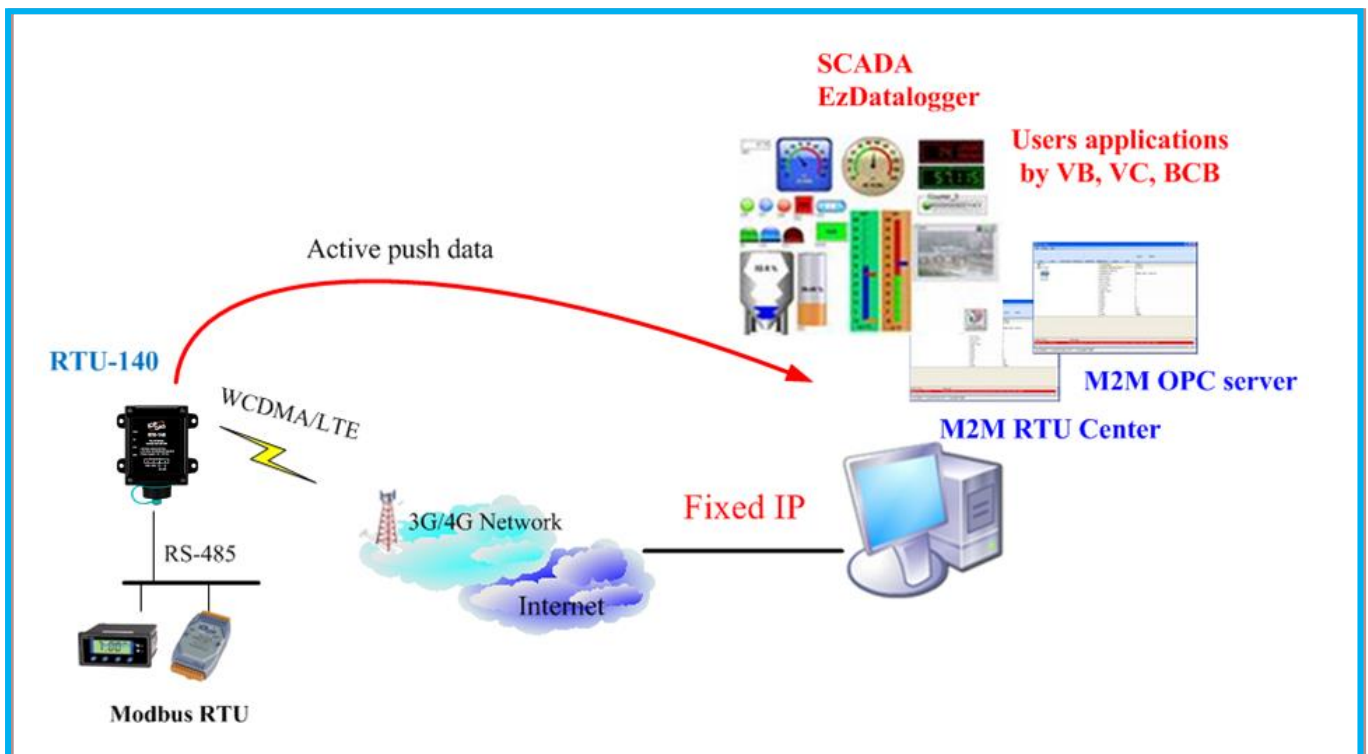 SCADA
EzDatalogger
Users applications
by VB, VC, BCB
Active push data
RTU-140
WCDMA/LTE
M2M OPC server
M2M RTU Center
Fixed IP
3G/4G Network
Internet
RS-485
Modbus RTU